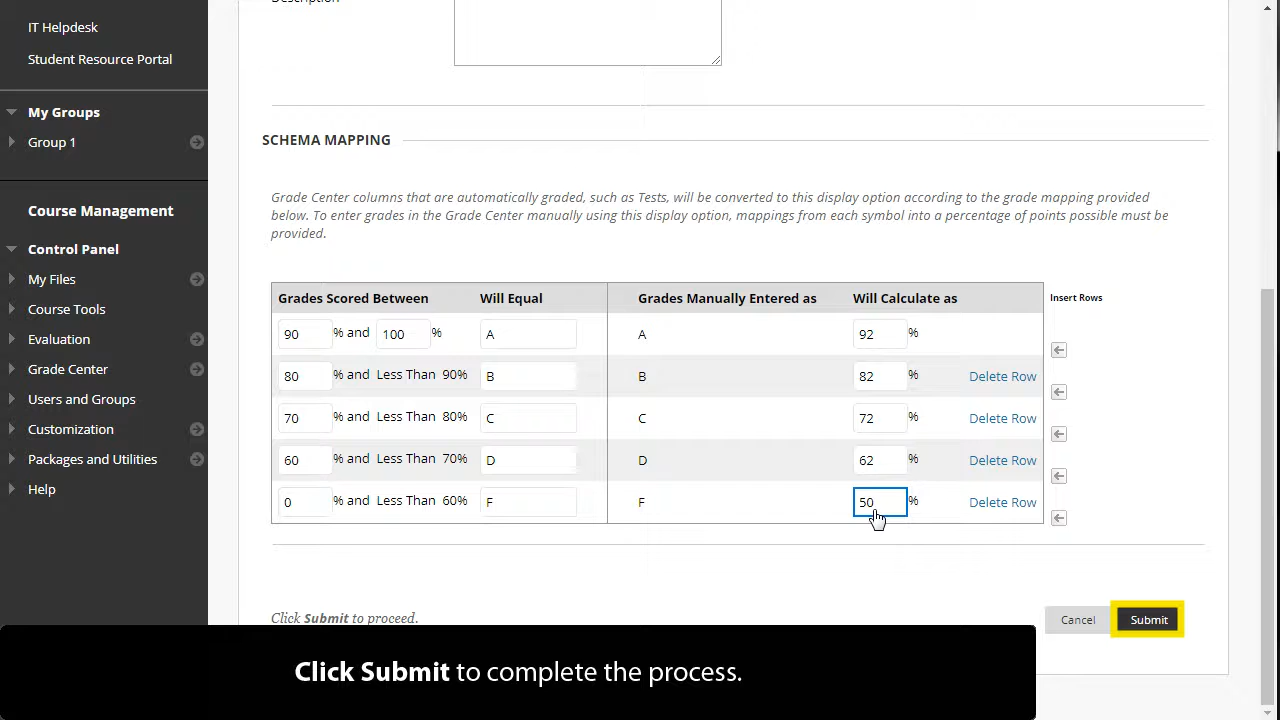 Description
IT Helpdesk
Student Resource Portal
My Groups
Group 1
Course Management
Control Panel
My Files
Course Tools
Evaluation
Grade Center
Users and Groups
Customization
Packages and Utilities
Help
SCHEMA MAPPING
Grade Center columns that are automatically graded, such as Tests, will be converted to this display option according to the grade mapping provided
below. To enter grades in the Grade Center manually using this display option, mappings from each symbol into a percentage of points possible must be
provided.
Grades Scored Between Will Equal Grades Manually Entered as Will Calculate as Insert Rows
90 % and 100 % A A 92 %
80 % and Less Than 90% B B 82 % Delete Row
70 % and Less Than 80% C C 72 % Delete Row
60 % and Less Than 70% D D 62 % Delete Row
0 % and Less Than 60% F F 50 % Delete Row
Click Submit to proceed.
Cancel Submit
Click Submit to complete the process.